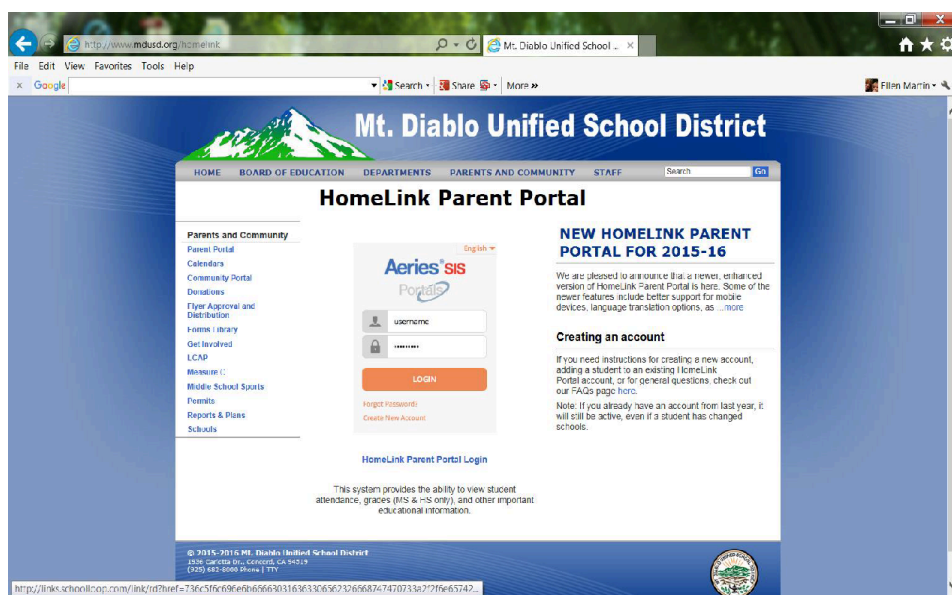 http://www.mdusd.org/homelink
Mt. Diablo Unified School ...
File Edit View Favorites Tools Help
x Google
Search
Share
More »
Ellen Martin
Mt. Diablo Unified School District
HOME BOARD OF EDUCATION DEPARTMENTS PARENTS AND COMMUNITY STAFF
Search Go
HomeLink Parent Portal
Parents and Community
Parent Portal
Calendars
Community Portal
Donations
Flyer Approval and
Distribution
Forms Library
Get Involved
LCAP
Measure C
Middle School Sports
Permits
Reports & Plans
Schools
English
Aeries SIS
Portals
username
LOGIN
Forgot Password?
Create New Account
HomeLink Parent Portal Login
This system provides the ability to view student
attendance, grades (MS & HS only), and other important
educational information.
NEW HOMELINK PARENT
PORTAL FOR 2015-16
We are pleased to announce that a newer, enhanced
version of HomeLink Parent Portal is here. Some of the
newer features include better support for mobile
devices, language translation options, as ...more
Creating an account
If you need instructions for creating a new account,
adding a student to an existing HomeLink
Portal account, or for general questions, check out
our FAQs page here.
Note: If you already have an account from last year, it
will still be active, even if a student has changed
schools.
© 2015-2016 Mt. Diablo Unified School District
1936 Carlotta Dr., Concord, CA 94519
(925) 682-8000 Phone | TTY